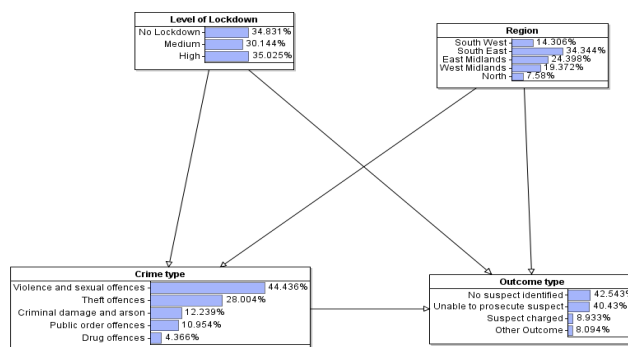 Level of Lockdown
No Lockdown 34.831%
Medium 30.144%
High 35.025%
Region
South West 14.306%
South East 34.344%
East Midlands 24.398%
West Midlands 19.372%
North 7.58%
Crime type
Violence and sexual offences 44.436%
Theft offences 28.004%
Criminal damage and arson 12.239%
Public order offences 10.954%
Drug offences 4.366%
Outcome type
No suspect identified 42.543%
Unable to prosecute suspect 40.43%
Suspect charged 8.933%
Other Outcome 8.094%